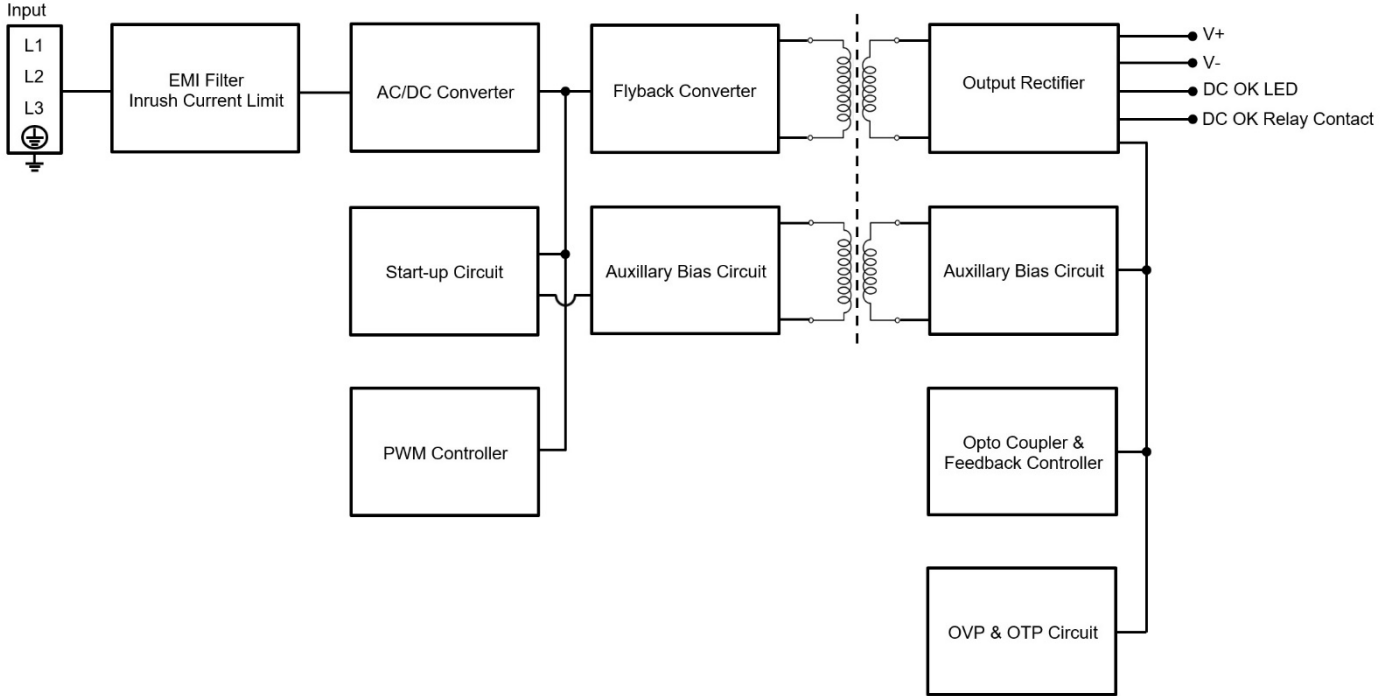 Input
L1
L2
L3
EMI Filter
Inrush Current Limit
AC/DC Converter
Flyback Converter
Output Rectifier
V+
V-
DC OK LED
DC OK Relay Contact
Start-up Circuit
Auxillary Bias Circuit
Auxillary Bias Circuit
PWM Controller
Opto Coupler &
Feedback Controller
OVP & OTP Circuit